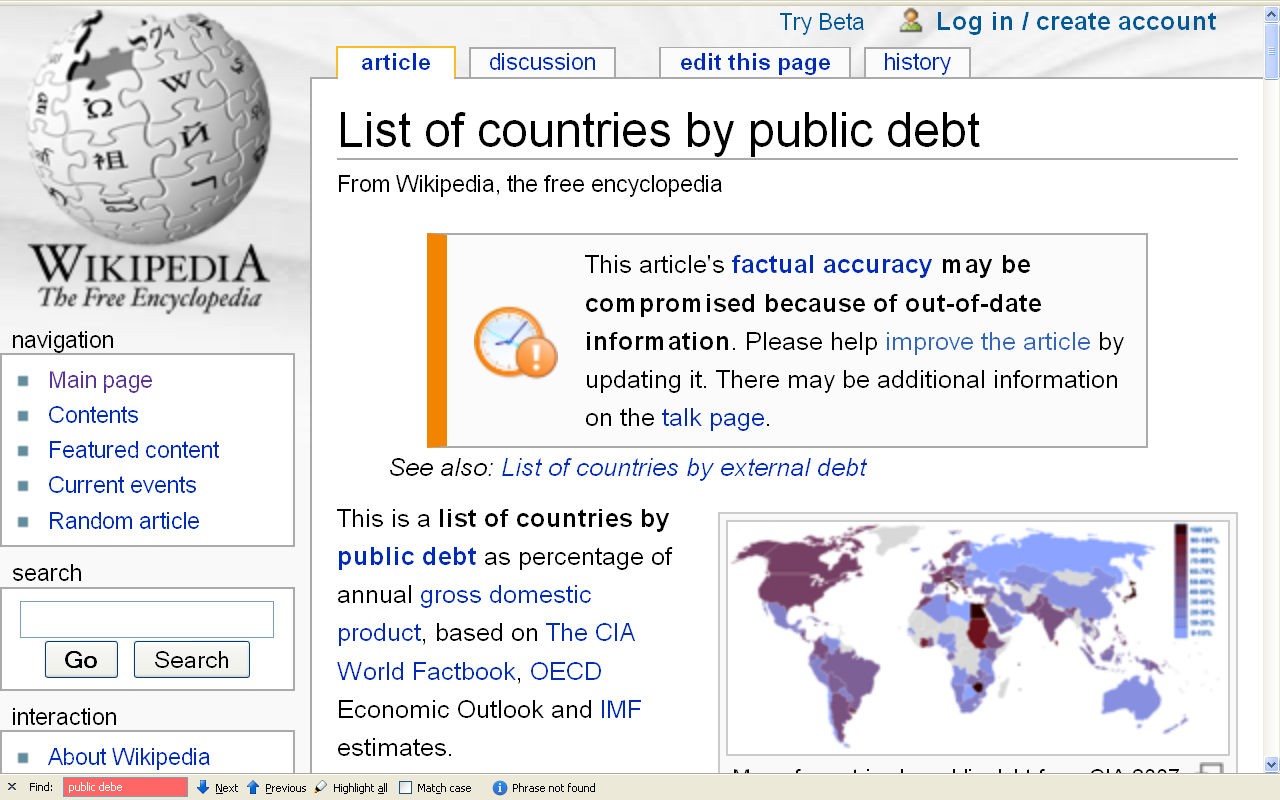 Try Beta Log in / create account
article discussion edit this page history
List of countries by public debt
From Wikipedia, the free encyclopedia
This article's factual accuracy may be
compromised because of out-of-date
information. Please help improve the article by
updating it. There may be additional information
on the talk page.
See also: List of countries by external debt
This is a list of countries by
public debt as percentage of
annual gross domestic
product, based on The CIA
World Factbook, OECD
Economic Outlook and IMF
estimates.
WIKIPEDIA
The Free Encyclopedia
navigation
Main page
Contents
Featured content
Current events
Random article
search
Go Search
interaction
About Wikipedia
Find: public debe Next Previous Highlight all Match case Phrase not found